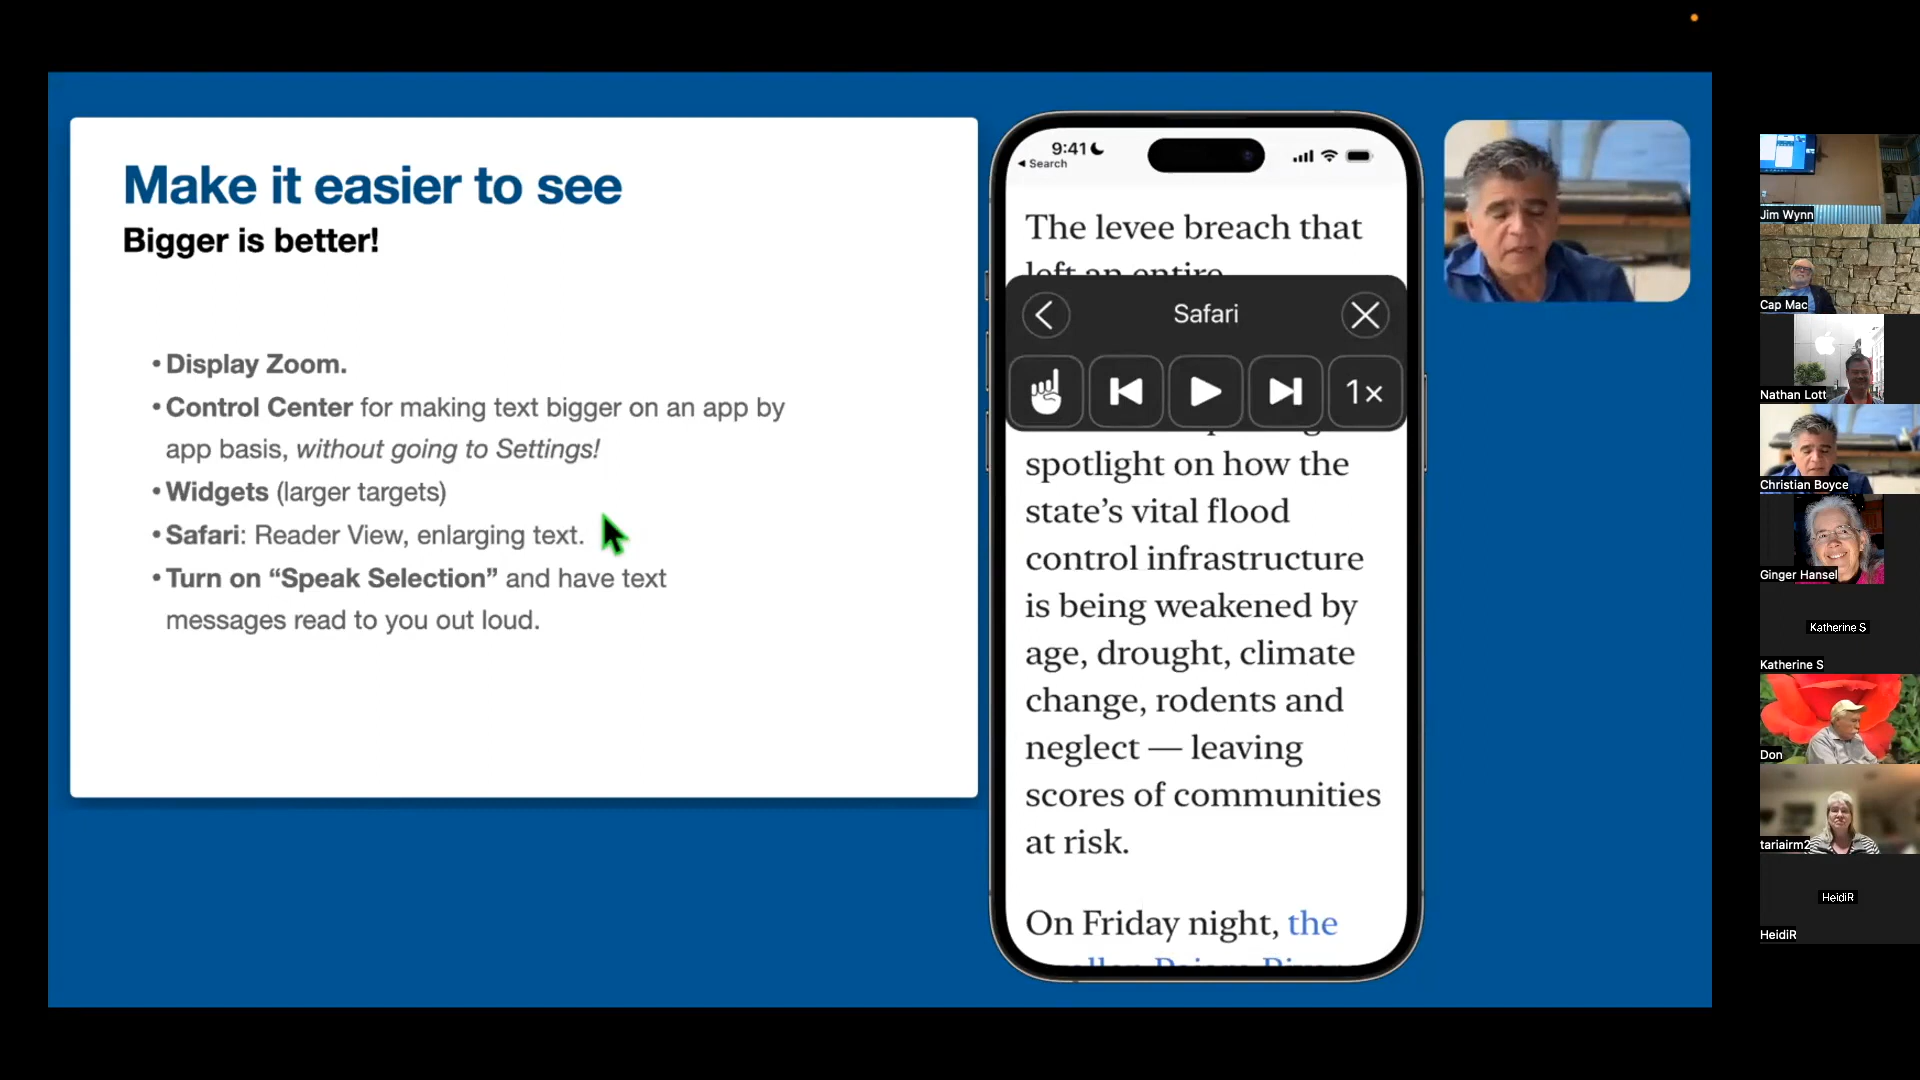 Make it easier to see
Bigger is better!
• Display Zoom.
• Control Center for making text bigger on an app by
app basis, without going to Settings!
• Widgets (larger targets)
• Safari: Reader View, enlarging text.
• Turn on “Speak Selection” and have text
messages read to you out loud.
9:41
Search
The levee breach that
left an entire
Safari
1×
spotlight on how the
state’s vital flood
control infrastructure
is being weakened by
age, drought, climate
change, rodents and
neglect — leaving
scores of communities
at risk.
On Friday night, the
Jim Wynn
Cap Mac
Nathan Lott
Christian Boyce
Ginger Hansel
Katherine S
Katherine S
Don
tariairm2
HeidiR
HeidiR